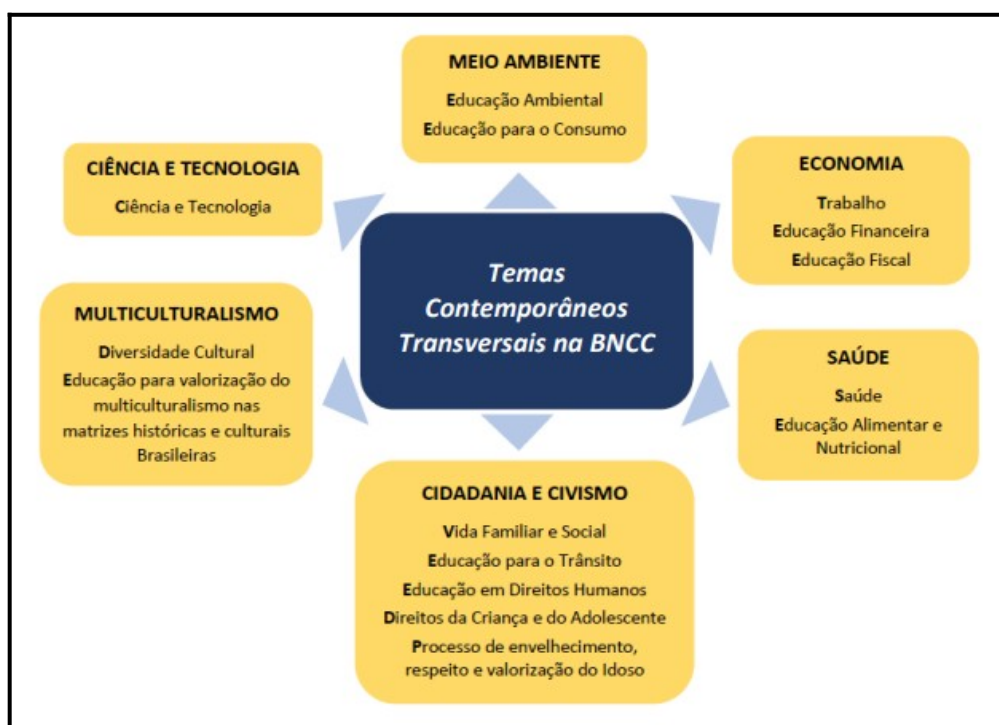 MEIO AMBIENTE
Educação Ambiental
Educação para o Consumo
CIÊNCIA E TECNOLOGIA
Ciência e Tecnologia
ECONOMIA
Trabalho
Educação Financeira
Educação Fiscal
Temas
Contemporâneos
Transversais na BNCC
MULTICULTURALISMO
Diversidade Cultural
Educação para valorização do
multiculturalismo nas
matrizes históricas e culturais
Brasileiras
SAÚDE
Saúde
Educação Alimentar e
Nutricional
CIDADANIA E CIVISMO
Vida Familiar e Social
Educação para o Trânsito
Educação em Direitos Humanos
Direitos da Criança e do Adolescente
Processo de envelhecimento,
respeito e valorização do Idoso